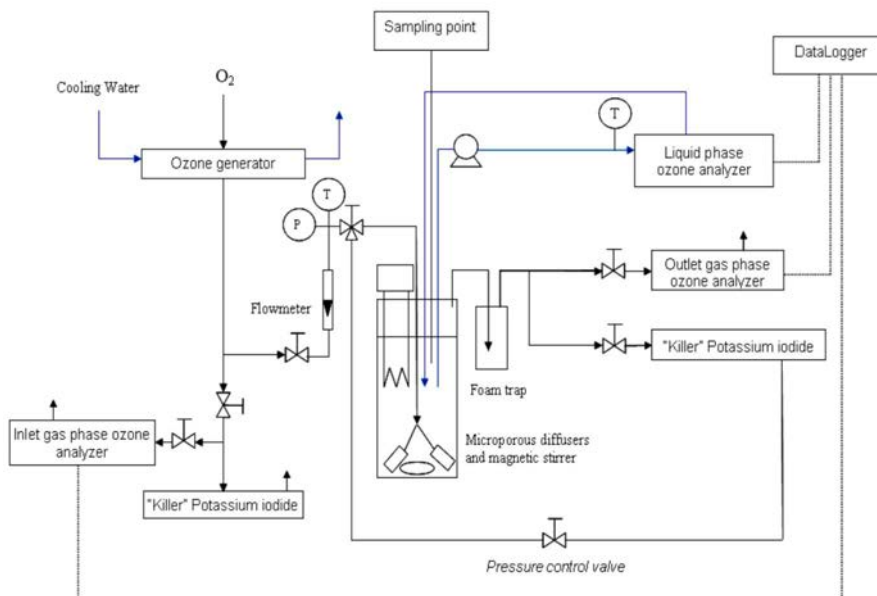 Sampling point
DataLogger
O2
Cooling Water
T
Liquid phase
ozone analyzer
Ozone generator
T
P
Outlet gas phase
ozone analyzer
Flowmeter
"Killer" Potassium iodide
Foam trap
Inlet gas phase ozone
analyzer
Microporous diffusers
and magnetic stirrer
"Killer" Potassium iodide
Pressure control valve